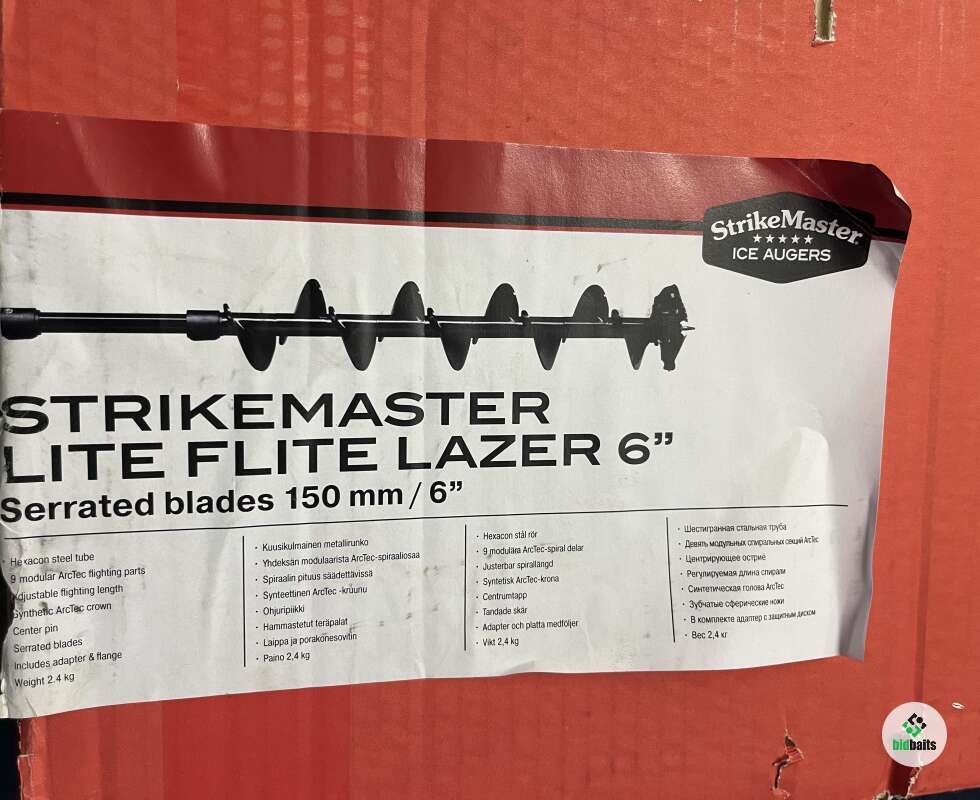 StrikeMaster
ICE AUGERS
STRIKEMASTER
LITE FLITE LAZER 6”
Serrated blades 150 mm / 6”
· Hexacon steel tube
9 modular ArcTec flighting parts
Adjustable flighting length
Synthetic ArcTec crown
Center pin
Serrated blades
Includes adapter & flange
Weight 2.4 kg
· Kuusikulmainen metallirunko
· Yhdeksän modulaarista ArcTec-spiraaliosaa
· Spiraalin pituus säädettävissä
· Synteettinen ArcTec -kruunu
· Ohjuripiikki
· Hammastetut teräpalat
· Laippa ja porakonesovitin
· Paino 2,4 kg
· Hexacon stål rör
· 9 modulära ArcTec-spiral delar
· Justerbar spirallängd
· Syntetisk ArcTec-krona
· Centrumtapp
· Tandade skär
· Adapter och platta medföljer
· Vikt 2,4 kg
· Шестигранная стальная труба
· Девять модульных спиральных секций ArcTec
· Центрирующее острие
· Регулируемая длина спирали
· Синтетическая голова ArcTec
· Зубчатые сферические ножи
· В комплекте адаптер с защитным диском
· Вес 2,4 кг
bidbaits